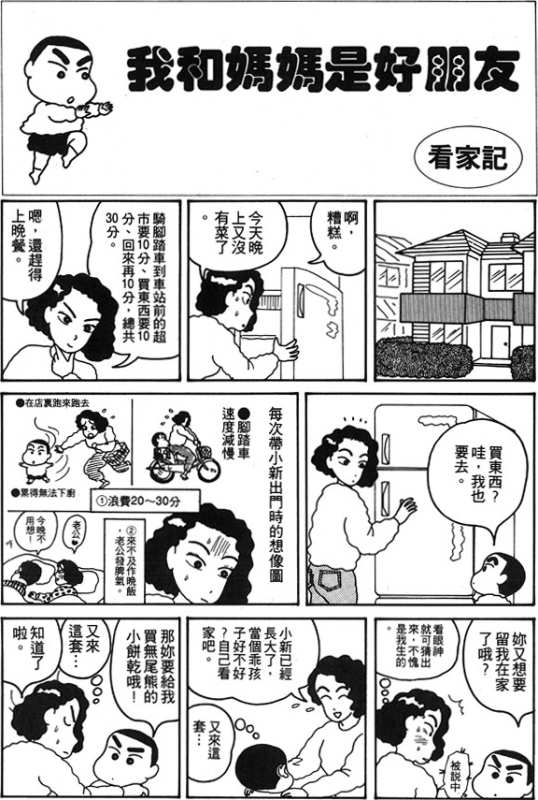 我和媽媽是好朋友
看家記
啊,
糟糕。
今天晚
上又沒
有菜了
。
騎腳踏車到車站前的超
市要10分、買東西要10
分、回來再10分,總共
30分。
嗯,還趕得
上晚餐。
買東西?
哇,我也
要去。
每次帶小新出門時的想像圖
●腳踏車
速度減慢
●在店裏跑來跑去
①浪費20~30分
●累得無法下廚
②來不及作晚飯
,老公發脾氣。
老公♥
今晚不
用想!
妳又想要
留我在家
了哦?
看眼神
就可猜出
來,不愧
是我生的
被説中
小新已經
長大了,
當個乖孩
子好不好
?自己看
家吧。
又來這
套…
那妳要給我
買無尾熊的
小餅乾哦!
又來
這套…
知道了
啦。